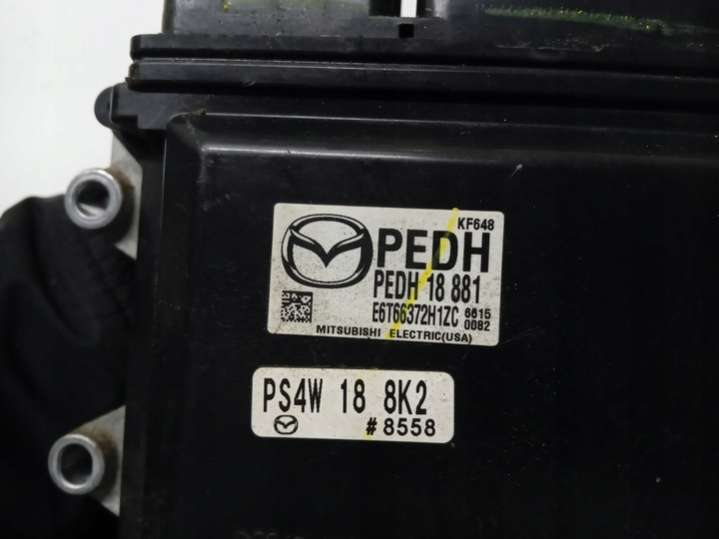 KF648
PEDH
PEDH 18 881
E6T66372H1ZC 6615
0082
MITSUBISHI ELECTRIC(USA)
PS4W 18 8K2
#8558